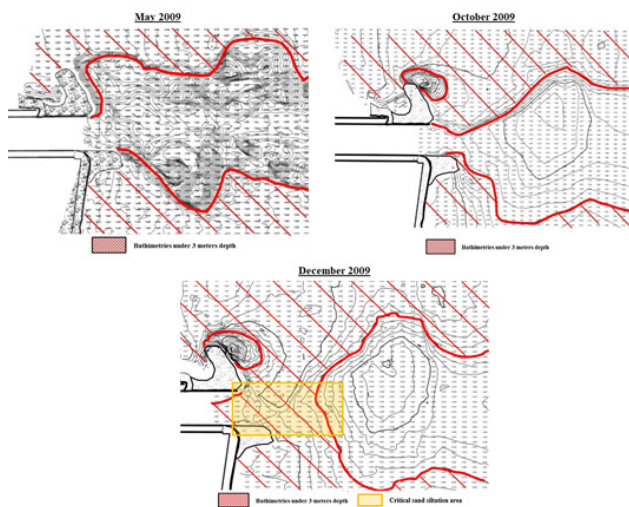 May 2009
October 2009
Bathimetries under 3 meters depth
Bathimetries under 3 meters depth
December 2009
Bathimetries under 3 meters depth
Critical sand siltation area